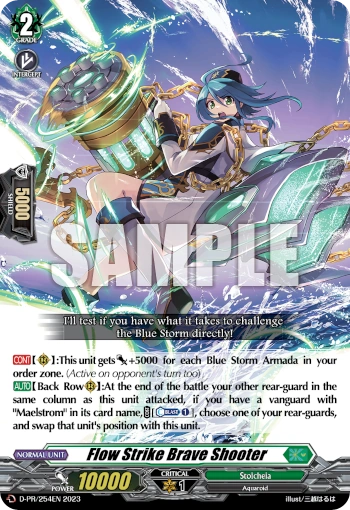 2
GRADE
INTERCEPT
5000
SHIELD
SAMPLE
I'll test if you have what it takes to challenge
the Blue Storm directly!
CONT【 】:This unit gets +5000 for each Blue Storm Armada in your
order zone. (Active on opponent's turn too)
AUTO【Back Row 】:At the end of the battle your other rear-guard in the
same column as this unit attacked, if you have a vanguard with
"Maelstrom" in its card name, [ -BLAST 1], choose one of your rear-guards,
and swap that unit's position with this unit.
NORMAL UNIT
Flow Strike Brave Shooter
POWER
10000
CRITICAL
1
Stoicheia
Aquaroid
D-PR/254EN 2023
illust/三越はるは